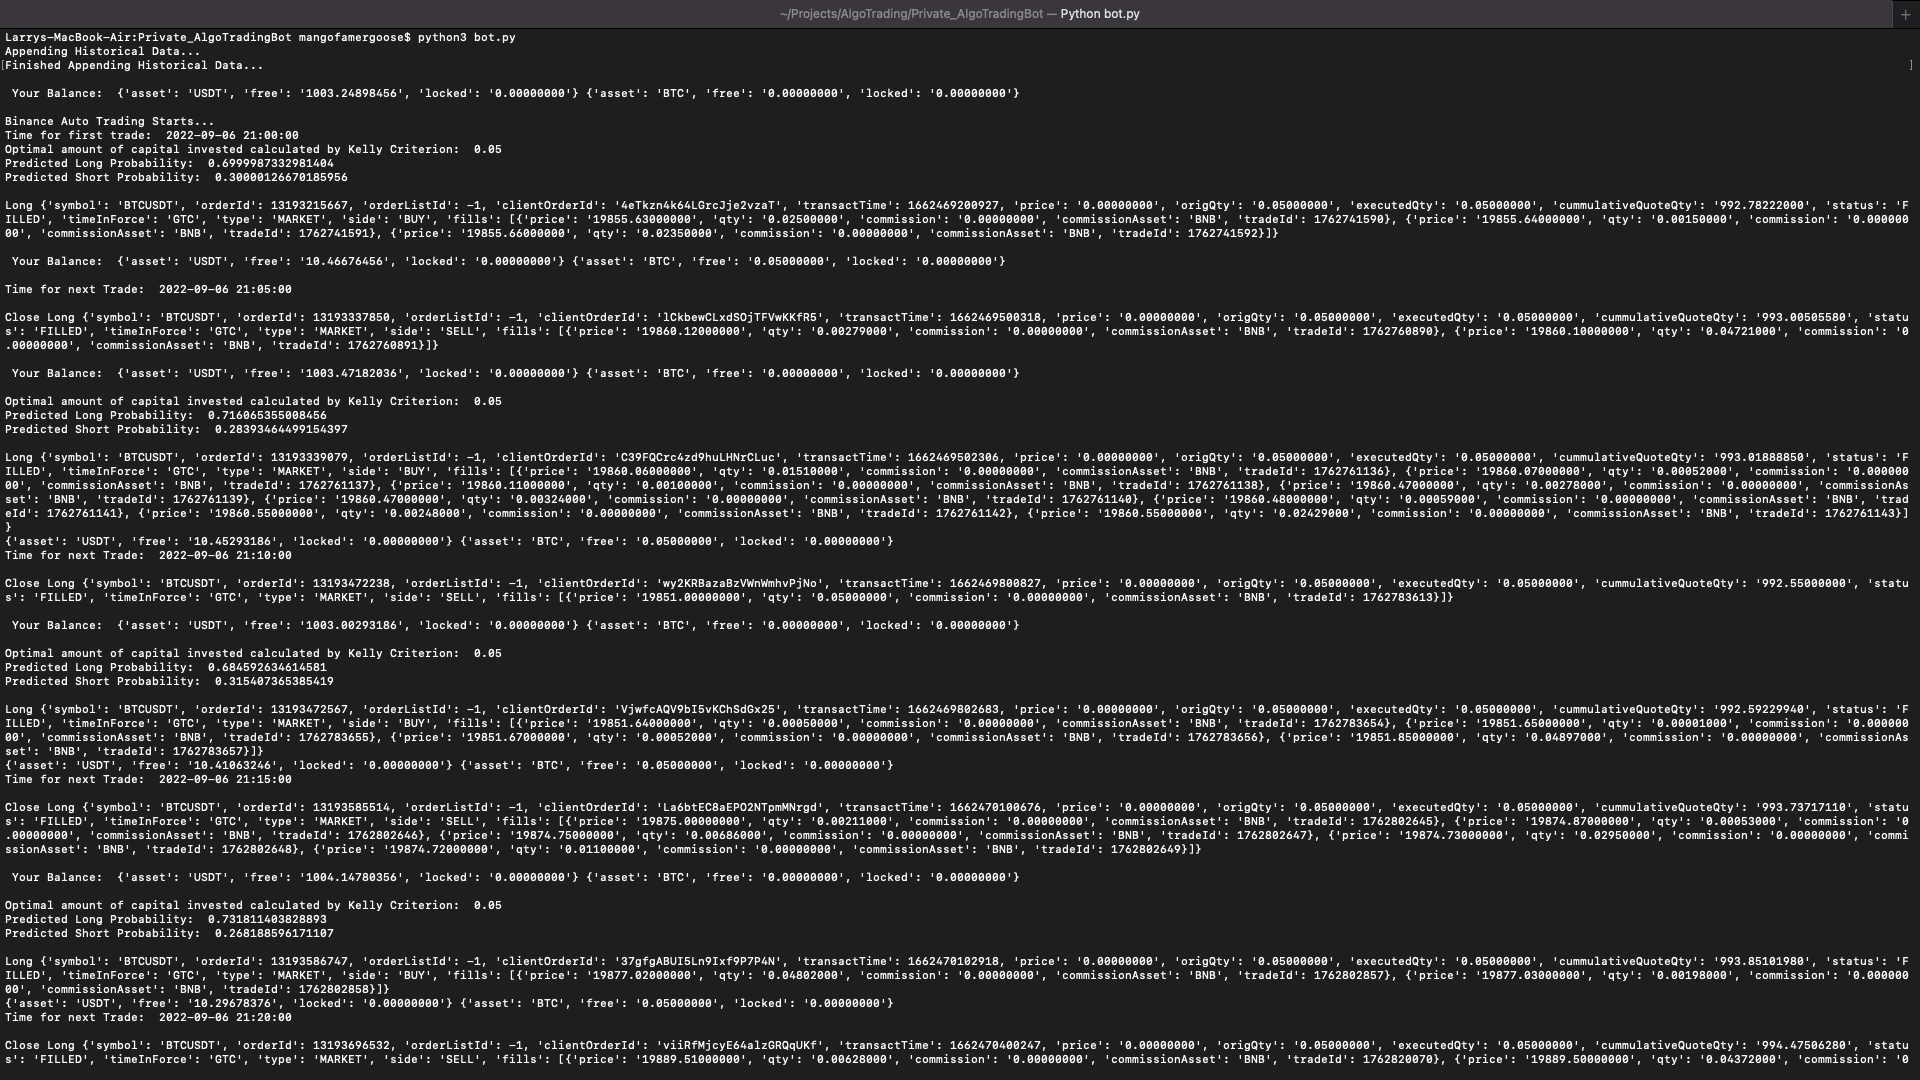 ~/Projects/AlgoTrading/Private_AlgoTradingBot — Python bot.py
+
Larrys-MacBook-Air:Private_AlgoTradingBot mangofamergoose$ python3 bot.py
Appending Historical Data...
[Finished Appending Historical Data... ]
Your Balance:  {'asset': 'USDT', 'free': '1003.24898456', 'locked': '0.00000000'} {'asset': 'BTC', 'free': '0.00000000', 'locked': '0.00000000'}
Binance Auto Trading Starts...
Time for first trade:  2022-09-06 21:00:00
Optimal amount of capital invested calculated by Kelly Criterion:  0.05
Predicted Long Probability:  0.6999987332981404
Predicted Short Probability:  0.30000126670185956
Long {'symbol': 'BTCUSDT', 'orderId': 13193215667, 'orderListId': -1, 'clientOrderId': '4eTkzn4k64LGrcJje2vzaT', 'transactTime': 1662469200927, 'price': '0.00000000', 'origQty': '0.05000000', 'executedQty': '0.05000000', 'cummulativeQuoteQty': '992.78222000', 'status': 'F
ILLED', 'timeInForce': 'GTC', 'type': 'MARKET', 'side': 'BUY', 'fills': [{'price': '19855.63000000', 'qty': '0.02500000', 'commission': '0.00000000', 'commissionAsset': 'BNB', 'tradeId': 1762741590}, {'price': '19855.64000000', 'qty': '0.00150000', 'commission': '0.000000
00', 'commissionAsset': 'BNB', 'tradeId': 1762741591}, {'price': '19855.66000000', 'qty': '0.02350000', 'commission': '0.00000000', 'commissionAsset': 'BNB', 'tradeId': 1762741592}]}
Your Balance:  {'asset': 'USDT', 'free': '10.46676456', 'locked': '0.00000000'} {'asset': 'BTC', 'free': '0.05000000', 'locked': '0.00000000'}
Time for next Trade:  2022-09-06 21:05:00
Close Long {'symbol': 'BTCUSDT', 'orderId': 13193337850, 'orderListId': -1, 'clientOrderId': 'lCkbewCLxdSOjTFVwKKfR5', 'transactTime': 1662469500318, 'price': '0.00000000', 'origQty': '0.05000000', 'executedQty': '0.05000000', 'cummulativeQuoteQty': '993.00505580', 'statu
s': 'FILLED', 'timeInForce': 'GTC', 'type': 'MARKET', 'side': 'SELL', 'fills': [{'price': '19860.12000000', 'qty': '0.00279000', 'commission': '0.00000000', 'commissionAsset': 'BNB', 'tradeId': 1762760890}, {'price': '19860.10000000', 'qty': '0.04721000', 'commission': '0
.00000000', 'commissionAsset': 'BNB', 'tradeId': 1762760891}]}
Your Balance:  {'asset': 'USDT', 'free': '1003.47182036', 'locked': '0.00000000'} {'asset': 'BTC', 'free': '0.00000000', 'locked': '0.00000000'}
Optimal amount of capital invested calculated by Kelly Criterion:  0.05
Predicted Long Probability:  0.716065355008456
Predicted Short Probability:  0.28393464499154397
Long {'symbol': 'BTCUSDT', 'orderId': 13193339079, 'orderListId': -1, 'clientOrderId': 'C39FQCrc4zd9huLHNrCLuc', 'transactTime': 1662469502306, 'price': '0.00000000', 'origQty': '0.05000000', 'executedQty': '0.05000000', 'cummulativeQuoteQty': '993.01888850', 'status': 'F
ILLED', 'timeInForce': 'GTC', 'type': 'MARKET', 'side': 'BUY', 'fills': [{'price': '19860.06000000', 'qty': '0.01510000', 'commission': '0.00000000', 'commissionAsset': 'BNB', 'tradeId': 1762761136}, {'price': '19860.07000000', 'qty': '0.00052000', 'commission': '0.000000
00', 'commissionAsset': 'BNB', 'tradeId': 1762761137}, {'price': '19860.11000000', 'qty': '0.00100000', 'commission': '0.00000000', 'commissionAsset': 'BNB', 'tradeId': 1762761138}, {'price': '19860.47000000', 'qty': '0.00278000', 'commission': '0.00000000', 'commissionAs
set': 'BNB', 'tradeId': 1762761139}, {'price': '19860.47000000', 'qty': '0.00324000', 'commission': '0.00000000', 'commissionAsset': 'BNB', 'tradeId': 1762761140}, {'price': '19860.48000000', 'qty': '0.00059000', 'commission': '0.00000000', 'commissionAsset': 'BNB', 'trad
eId': 1762761141}, {'price': '19860.55000000', 'qty': '0.00248000', 'commission': '0.00000000', 'commissionAsset': 'BNB', 'tradeId': 1762761142}, {'price': '19860.55000000', 'qty': '0.02429000', 'commission': '0.00000000', 'commissionAsset': 'BNB', 'tradeId': 1762761143}]
}
{'asset': 'USDT', 'free': '10.45293186', 'locked': '0.00000000'} {'asset': 'BTC', 'free': '0.05000000', 'locked': '0.00000000'}
Time for next Trade:  2022-09-06 21:10:00
Close Long {'symbol': 'BTCUSDT', 'orderId': 13193472238, 'orderListId': -1, 'clientOrderId': 'wy2KRBazaBzVWnWmhvPjNo', 'transactTime': 1662469800827, 'price': '0.00000000', 'origQty': '0.05000000', 'executedQty': '0.05000000', 'cummulativeQuoteQty': '992.55000000', 'statu
s': 'FILLED', 'timeInForce': 'GTC', 'type': 'MARKET', 'side': 'SELL', 'fills': [{'price': '19851.00000000', 'qty': '0.05000000', 'commission': '0.00000000', 'commissionAsset': 'BNB', 'tradeId': 1762783613}]}
Your Balance:  {'asset': 'USDT', 'free': '1003.00293186', 'locked': '0.00000000'} {'asset': 'BTC', 'free': '0.00000000', 'locked': '0.00000000'}
Optimal amount of capital invested calculated by Kelly Criterion:  0.05
Predicted Long Probability:  0.684592634614581
Predicted Short Probability:  0.315407365385419
Long {'symbol': 'BTCUSDT', 'orderId': 13193472567, 'orderListId': -1, 'clientOrderId': 'VjwfcAQV9bI5vKChSdGx25', 'transactTime': 1662469802683, 'price': '0.00000000', 'origQty': '0.05000000', 'executedQty': '0.05000000', 'cummulativeQuoteQty': '992.59229940', 'status': 'F
ILLED', 'timeInForce': 'GTC', 'type': 'MARKET', 'side': 'BUY', 'fills': [{'price': '19851.64000000', 'qty': '0.00050000', 'commission': '0.00000000', 'commissionAsset': 'BNB', 'tradeId': 1762783654}, {'price': '19851.65000000', 'qty': '0.00001000', 'commission': '0.000000
00', 'commissionAsset': 'BNB', 'tradeId': 1762783655}, {'price': '19851.67000000', 'qty': '0.00052000', 'commission': '0.00000000', 'commissionAsset': 'BNB', 'tradeId': 1762783656}, {'price': '19851.85000000', 'qty': '0.04897000', 'commission': '0.00000000', 'commissionAs
set': 'BNB', 'tradeId': 1762783657}]}
{'asset': 'USDT', 'free': '10.41063246', 'locked': '0.00000000'} {'asset': 'BTC', 'free': '0.05000000', 'locked': '0.00000000'}
Time for next Trade:  2022-09-06 21:15:00
Close Long {'symbol': 'BTCUSDT', 'orderId': 13193585514, 'orderListId': -1, 'clientOrderId': 'La6btEC8aEPO2NTpmMNrgd', 'transactTime': 1662470100676, 'price': '0.00000000', 'origQty': '0.05000000', 'executedQty': '0.05000000', 'cummulativeQuoteQty': '993.73717110', 'statu
s': 'FILLED', 'timeInForce': 'GTC', 'type': 'MARKET', 'side': 'SELL', 'fills': [{'price': '19875.00000000', 'qty': '0.00211000', 'commission': '0.00000000', 'commissionAsset': 'BNB', 'tradeId': 1762802645}, {'price': '19874.87000000', 'qty': '0.00053000', 'commission': '0
.00000000', 'commissionAsset': 'BNB', 'tradeId': 1762802646}, {'price': '19874.75000000', 'qty': '0.00686000', 'commission': '0.00000000', 'commissionAsset': 'BNB', 'tradeId': 1762802647}, {'price': '19874.73000000', 'qty': '0.02950000', 'commission': '0.00000000', 'commi
ssionAsset': 'BNB', 'tradeId': 1762802648}, {'price': '19874.72000000', 'qty': '0.01100000', 'commission': '0.00000000', 'commissionAsset': 'BNB', 'tradeId': 1762802649}]}
Your Balance:  {'asset': 'USDT', 'free': '1004.14780356', 'locked': '0.00000000'} {'asset': 'BTC', 'free': '0.00000000', 'locked': '0.00000000'}
Optimal amount of capital invested calculated by Kelly Criterion:  0.05
Predicted Long Probability:  0.731811403828893
Predicted Short Probability:  0.268188596171107
Long {'symbol': 'BTCUSDT', 'orderId': 13193586747, 'orderListId': -1, 'clientOrderId': '37gfgABUI5Ln9Ixf9P7P4N', 'transactTime': 1662470102918, 'price': '0.00000000', 'origQty': '0.05000000', 'executedQty': '0.05000000', 'cummulativeQuoteQty': '993.85101980', 'status': 'F
ILLED', 'timeInForce': 'GTC', 'type': 'MARKET', 'side': 'BUY', 'fills': [{'price': '19877.02000000', 'qty': '0.04802000', 'commission': '0.00000000', 'commissionAsset': 'BNB', 'tradeId': 1762802857}, {'price': '19877.03000000', 'qty': '0.00198000', 'commission': '0.000000
00', 'commissionAsset': 'BNB', 'tradeId': 1762802858}]}
{'asset': 'USDT', 'free': '10.29678376', 'locked': '0.00000000'} {'asset': 'BTC', 'free': '0.05000000', 'locked': '0.00000000'}
Time for next Trade:  2022-09-06 21:20:00
Close Long {'symbol': 'BTCUSDT', 'orderId': 13193696532, 'orderListId': -1, 'clientOrderId': 'viiRfMjcyE64alzGRQqUKf', 'transactTime': 1662470400247, 'price': '0.00000000', 'origQty': '0.05000000', 'executedQty': '0.05000000', 'cummulativeQuoteQty': '994.47506280', 'statu
s': 'FILLED', 'timeInForce': 'GTC', 'type': 'MARKET', 'side': 'SELL', 'fills': [{'price': '19889.51000000', 'qty': '0.00628000', 'commission': '0.00000000', 'commissionAsset': 'BNB', 'tradeId': 1762820070}, {'price': '19889.50000000', 'qty': '0.04372000', 'commission': '0